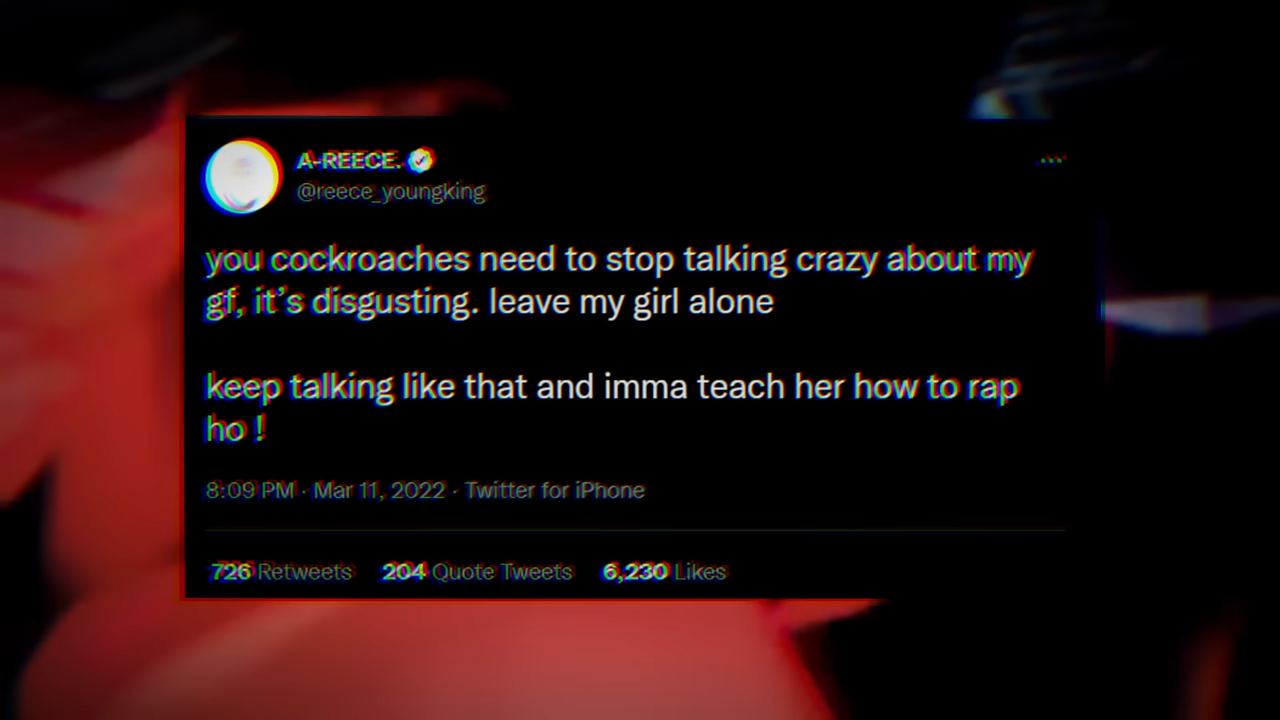 A-REECE.
@reece_youngking
you cockroaches need to stop talking crazy about my
gf, it's disgusting. leave my girl alone
keep talking like that and imma teach her how to rap
ho !
8:09 PM · Mar 11, 2022 · Twitter for iPhone
726 Retweets 204 Quote Tweets 6,230 Likes